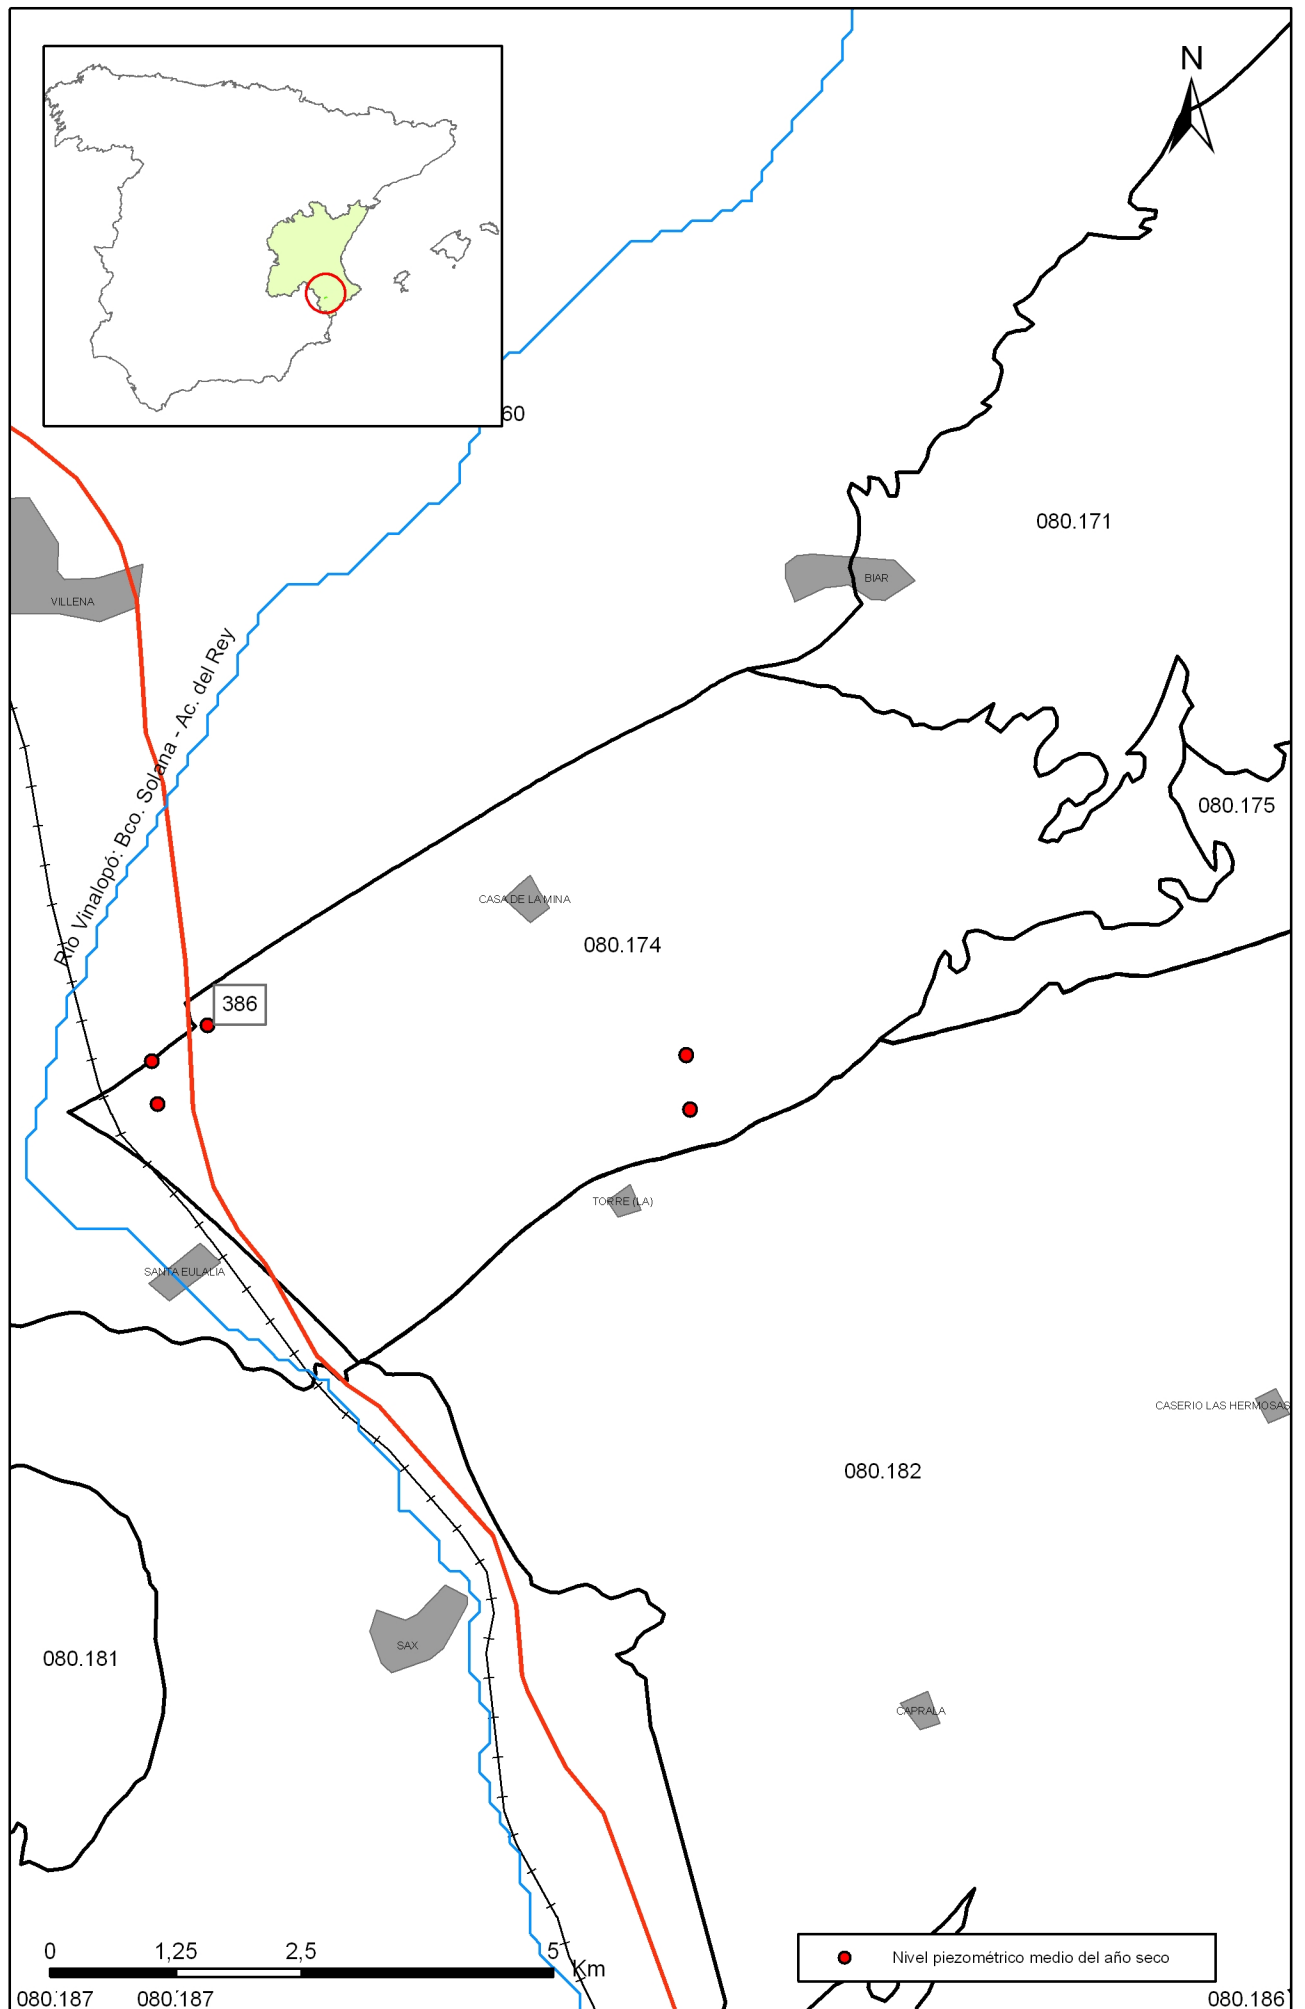 N
60
080.171
BIAR
VILLENA
Río Vinalopó: Bco. Solana - Ac. del Rey
080.175
CASA DE LA MINA
080.174
386
TORRE (LA)
SANTA EULALIA
CASERIO LAS HERMOSAS
080.182
SAX
080.181
CAPRALA
0 1,25 2,5 5
Km
Nivel piezométrico medio del año seco
080.187 080.187 080.186